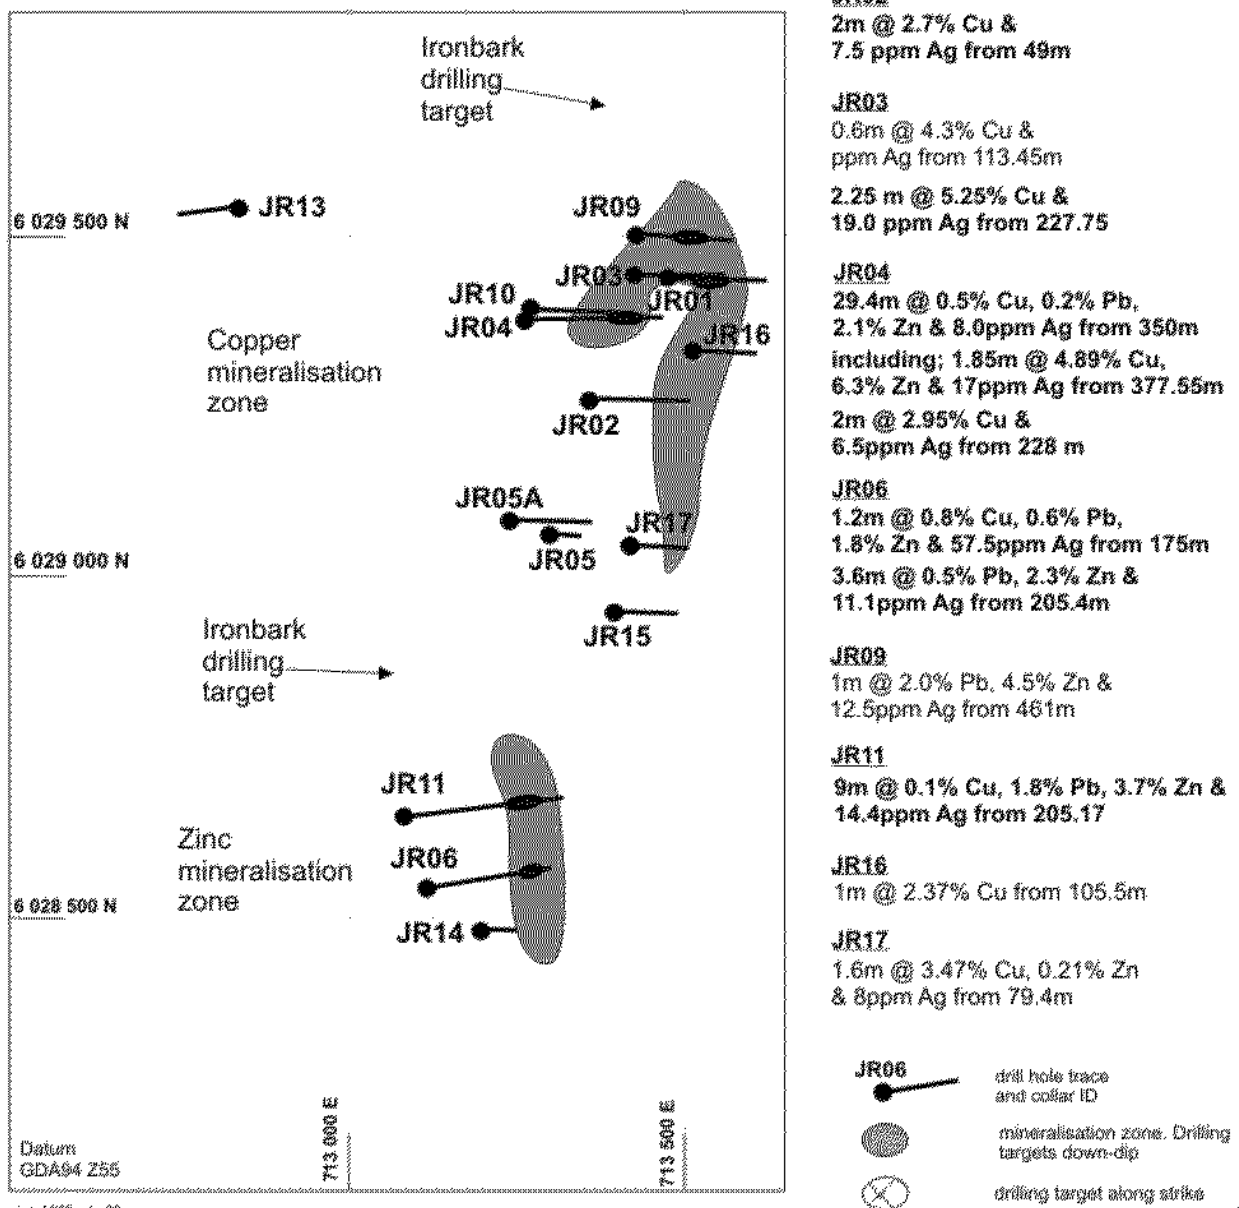 Ironbark
drilling
target
JR13
6 029 500 N
JR09
JR03
JR01
JR10
JR04
JR16
Copper
mineralisation
zone
JR02
JR05A
JR17
JR05
6 029 000 N
JR15
Ironbark
drilling
target
JR11
Zinc
mineralisation
zone
JR06
6 028 500 N
JR14
713 000 E
713 500 E
Datum
GDA94 Z55
2m @ 2.7% Cu &
7.5 ppm Ag from 49m
JR03
0.6m @ 4.3% Cu &
ppm Ag from 113.45m
2.25 m @ 5.25% Cu &
19.0 ppm Ag from 227.75
JR04
29.4m @ 0.5% Cu, 0.2% Pb,
2.1% Zn & 8.0ppm Ag from 350m
including; 1.85m @ 4.89% Cu,
6.3% Zn & 17ppm Ag from 377.55m
2m @ 2.95% Cu &
6.5ppm Ag from 228 m
JR06
1.2m @ 0.8% Cu, 0.6% Pb,
1.8% Zn & 57.5ppm Ag from 175m
3.6m @ 0.5% Pb, 2.3% Zn &
11.1ppm Ag from 205.4m
JR09
1m @ 2.0% Pb, 4.5% Zn &
12.5ppm Ag from 461m
JR11
9m @ 0.1% Cu, 1.8% Pb, 3.7% Zn &
14.4ppm Ag from 205.17
JR16
1m @ 2.37% Cu from 105.5m
JR17
1.6m @ 3.47% Cu, 0.21% Zn
& 8ppm Ag from 79.4m
JR06
drill hole trace
and collar ID
mineralisation zone. Drilling
targets down-dip
drilling target along strike